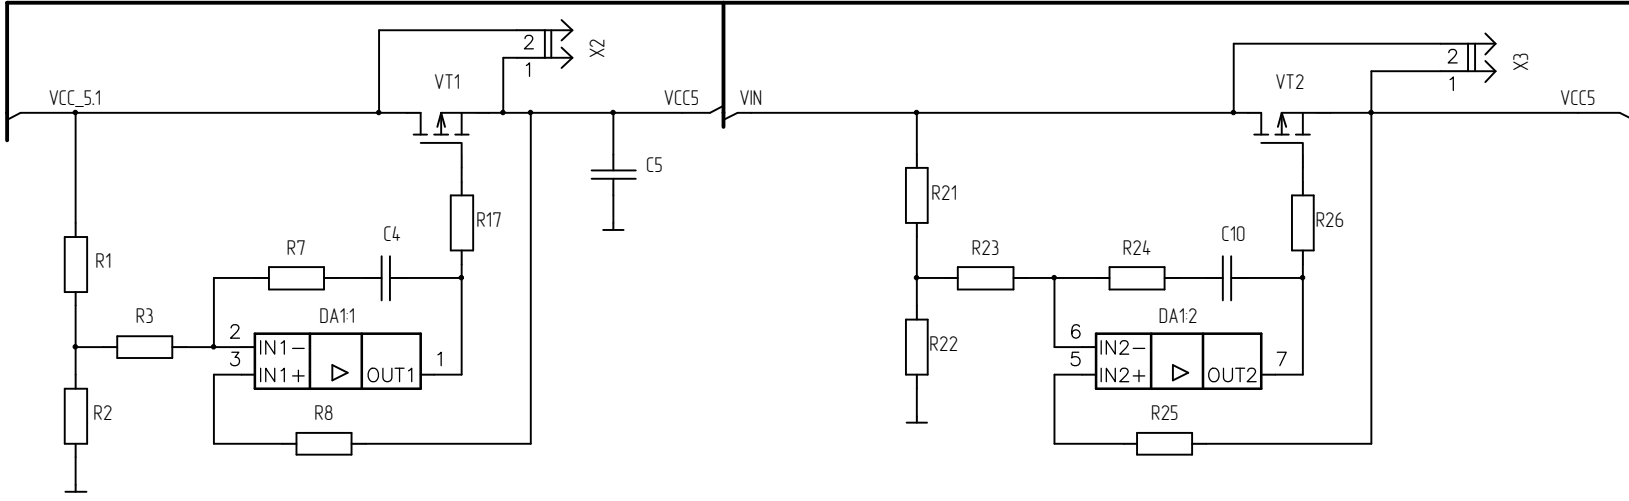 2
1
X2
VT1
VCC_5.1
VCC5
C5
R17
R1
R7
C4
R3
DA1:1
2
3
IN1-
IN1+
OUT1
1
R2
R8
2
1
X3
VT2
VIN
VCC5
R21
R26
R23
R24
C10
R22
DA1:2
6
5
IN2-
IN2+
OUT2
7
R25